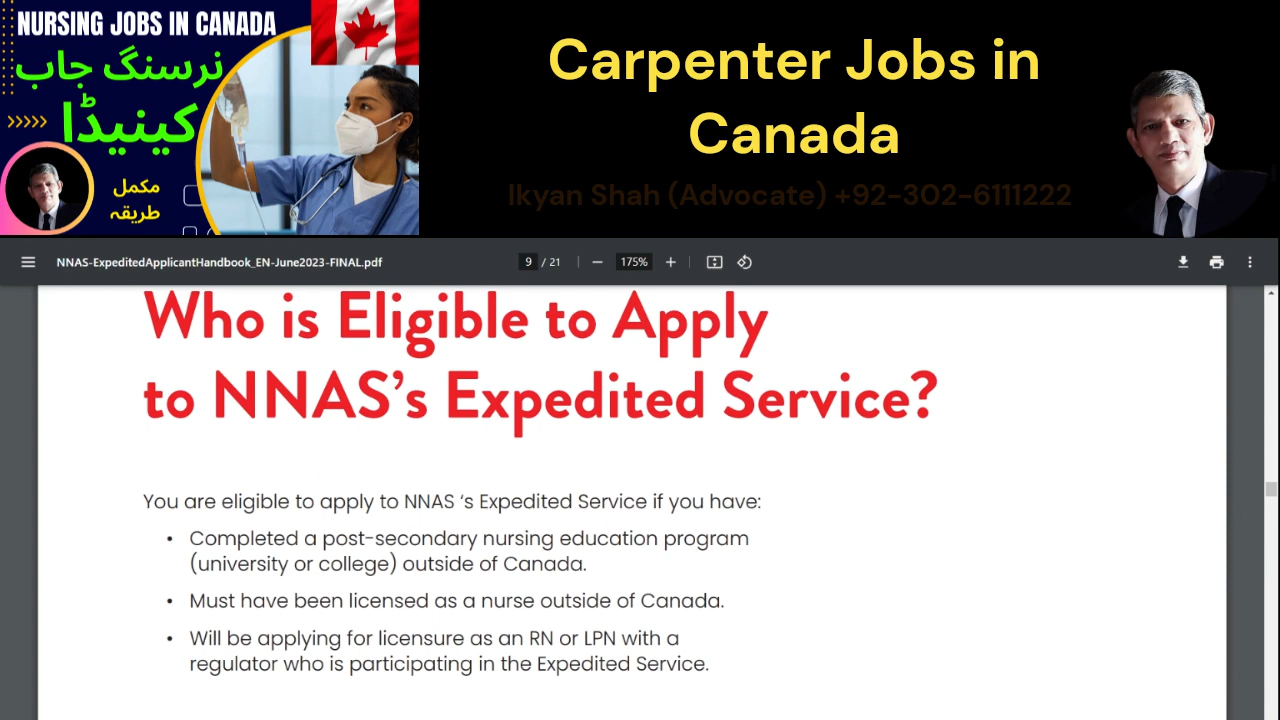 NURSING JOBS IN CANADA
نرسنگ جاب
کینیڈا
مکمل
طریقہ
Carpenter Jobs in
Canada
Ikyan Shah (Advocate) +92-302-6111222
NNAS-ExpeditedApplicantHandbook_EN-June2023-FINAL.pdf
9 / 21
175%
Who is Eligible to Apply
to NNAS’s Expedited Service?
You are eligible to apply to NNAS ‘s Expedited Service if you have:
• Completed a post-secondary nursing education program
(university or college) outside of Canada.
• Must have been licensed as a nurse outside of Canada.
• Will be applying for licensure as an RN or LPN with a
regulator who is participating in the Expedited Service.